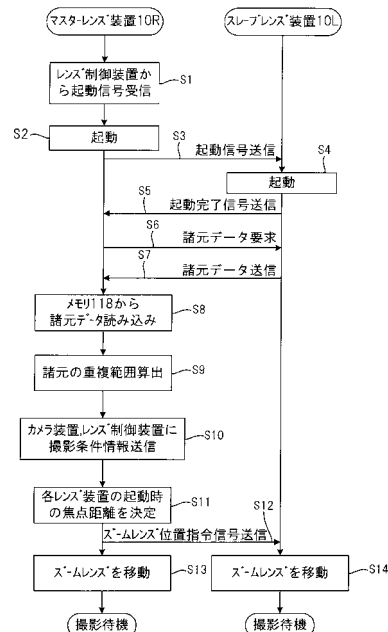 マスターレンズ装置10R
スレーブレンズ装置10L
レンズ制御装置か
ら起動信号受信
S1
S2
起動
S3
起動信号送信
S4
起動
S5
起動完了信号送信
S6
諸元データ要求
S7
諸元データ送信
メモリ118から
諸元データ読み込み
S8
諸元の重複範囲算出
S9
カメラ装置,レンズ制御装置に
撮影条件情報送信
S10
各レンズ装置の起動時
の焦点距離を決定
S11
S12
ズームレンズ位置指令信号送信
ズームレンズを移動
S13
ズームレンズを移動
S14
撮影待機
撮影待機